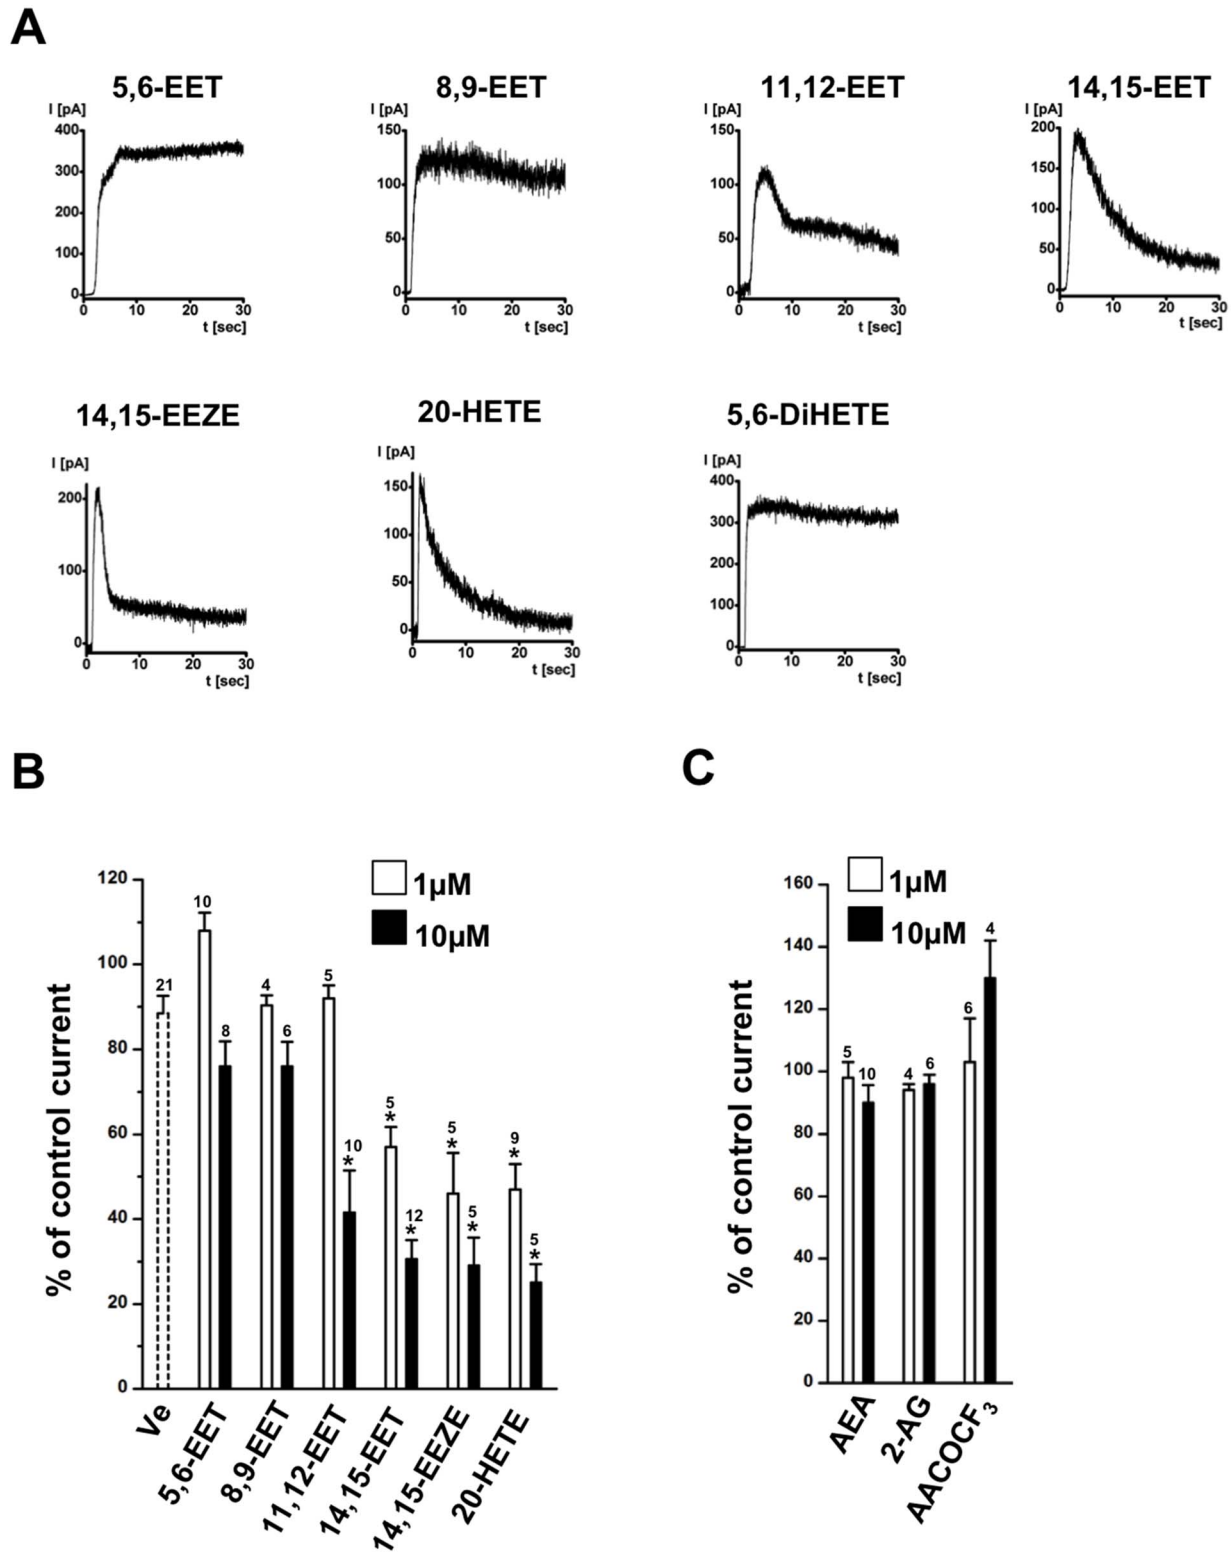 A
5,6-EET
8,9-EET
11,12-EET
14,15-EET
I [pA]
400
300
200
100
0
0 10 20 30
t [sec]
I [pA]
150
100
50
0
0 10 20 30
t [sec]
I [pA]
150
100
50
0
0 10 20 30
t [sec]
I [pA]
200
150
100
50
0
0 10 20 30
t [sec]
14,15-EEZE
20-HETE
5,6-DiHETE
I [pA]
200
100
0
0 10 20 30
t [sec]
I [pA]
150
100
50
0
0 10 20 30
t [sec]
I [pA]
400
300
200
100
0
0 10 20 30
t [sec]
B
1µM
10µM
% of control current
120
100
80
60
40
20
0
21
10
8
4
6
5
10
*
5
*
12
*
5
*
5
*
9
*
5
*
Ve
5,6-EET
8,9-EET
11,12-EET
14,15-EET
14,15-EEZE
20-HETE
C
1µM
10µM
% of control current
160
140
120
100
80
60
40
20
0
5
10
4
6
6
4
AEA
2-AG
AACOCF3